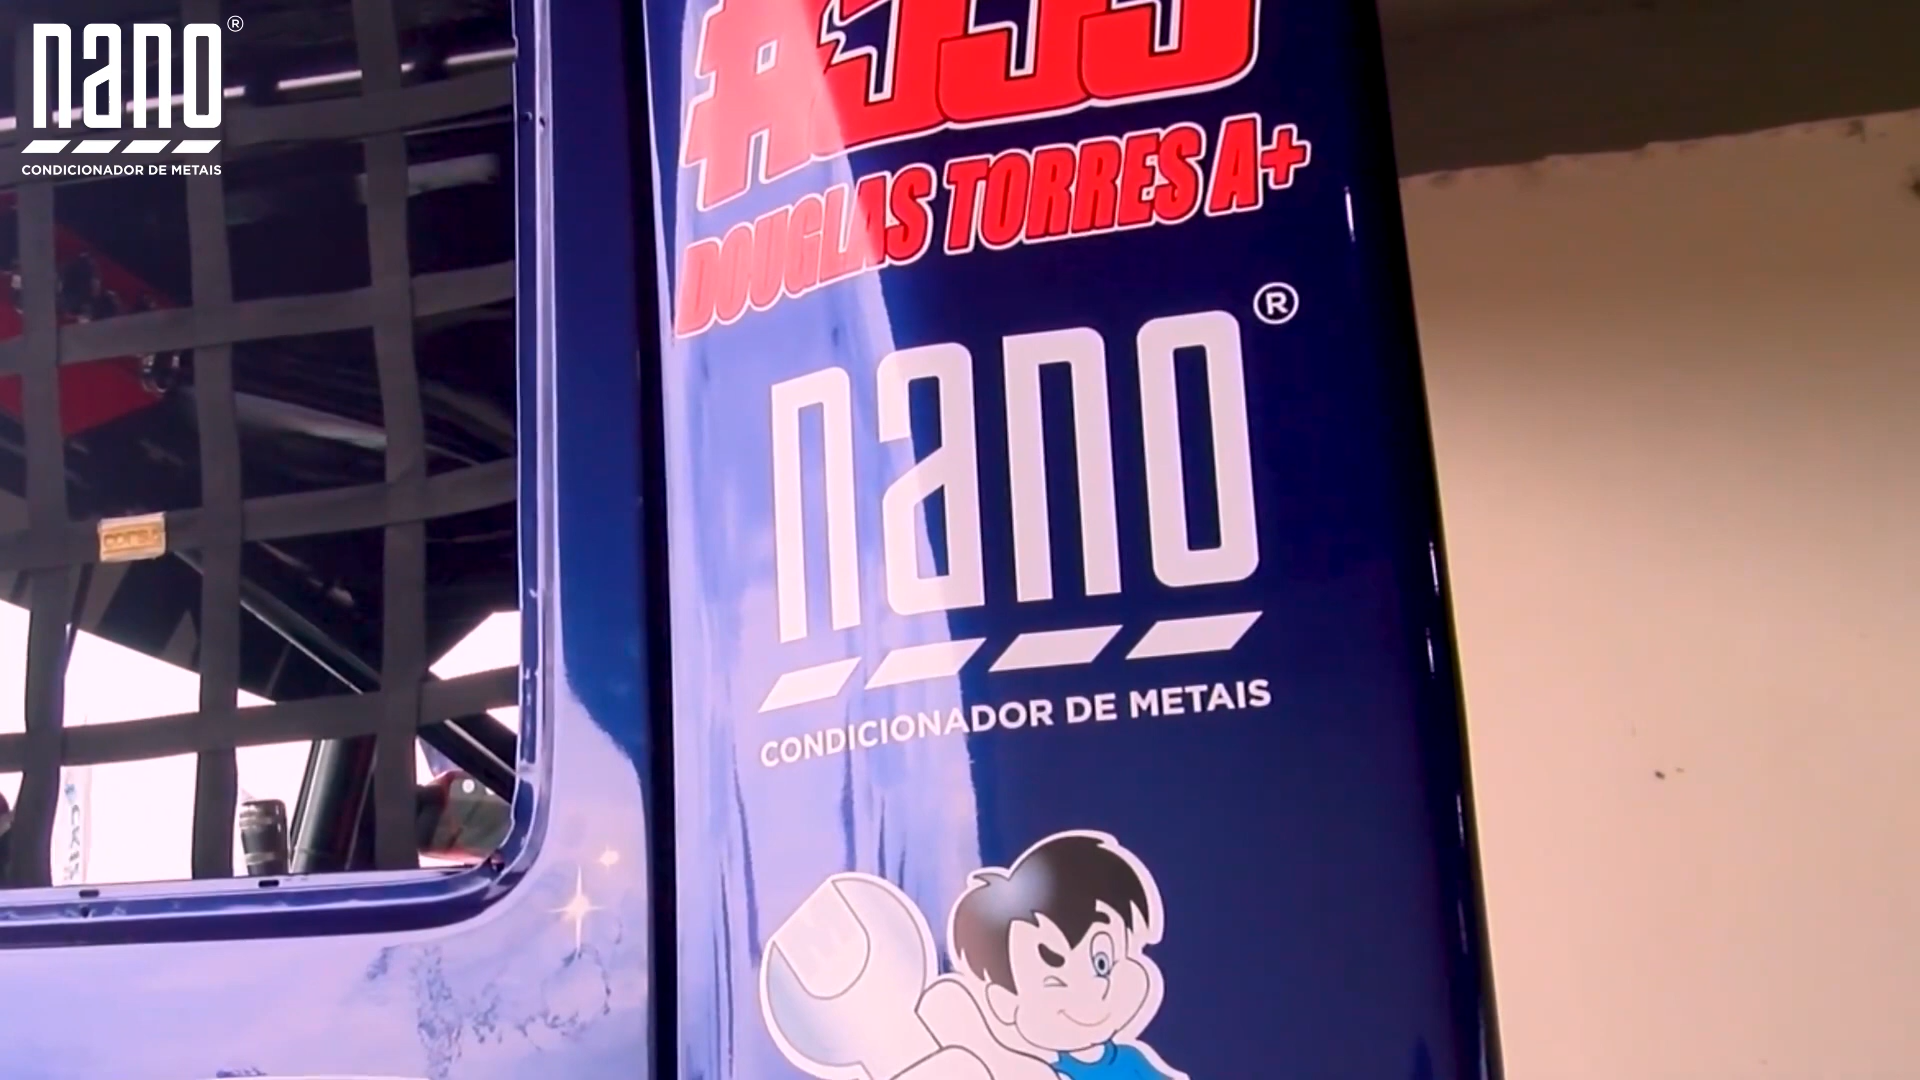 nano®
CONDICIONADOR DE METAIS
DOUGLAS TORRES A+
nano®
CONDICIONADOR DE METAIS